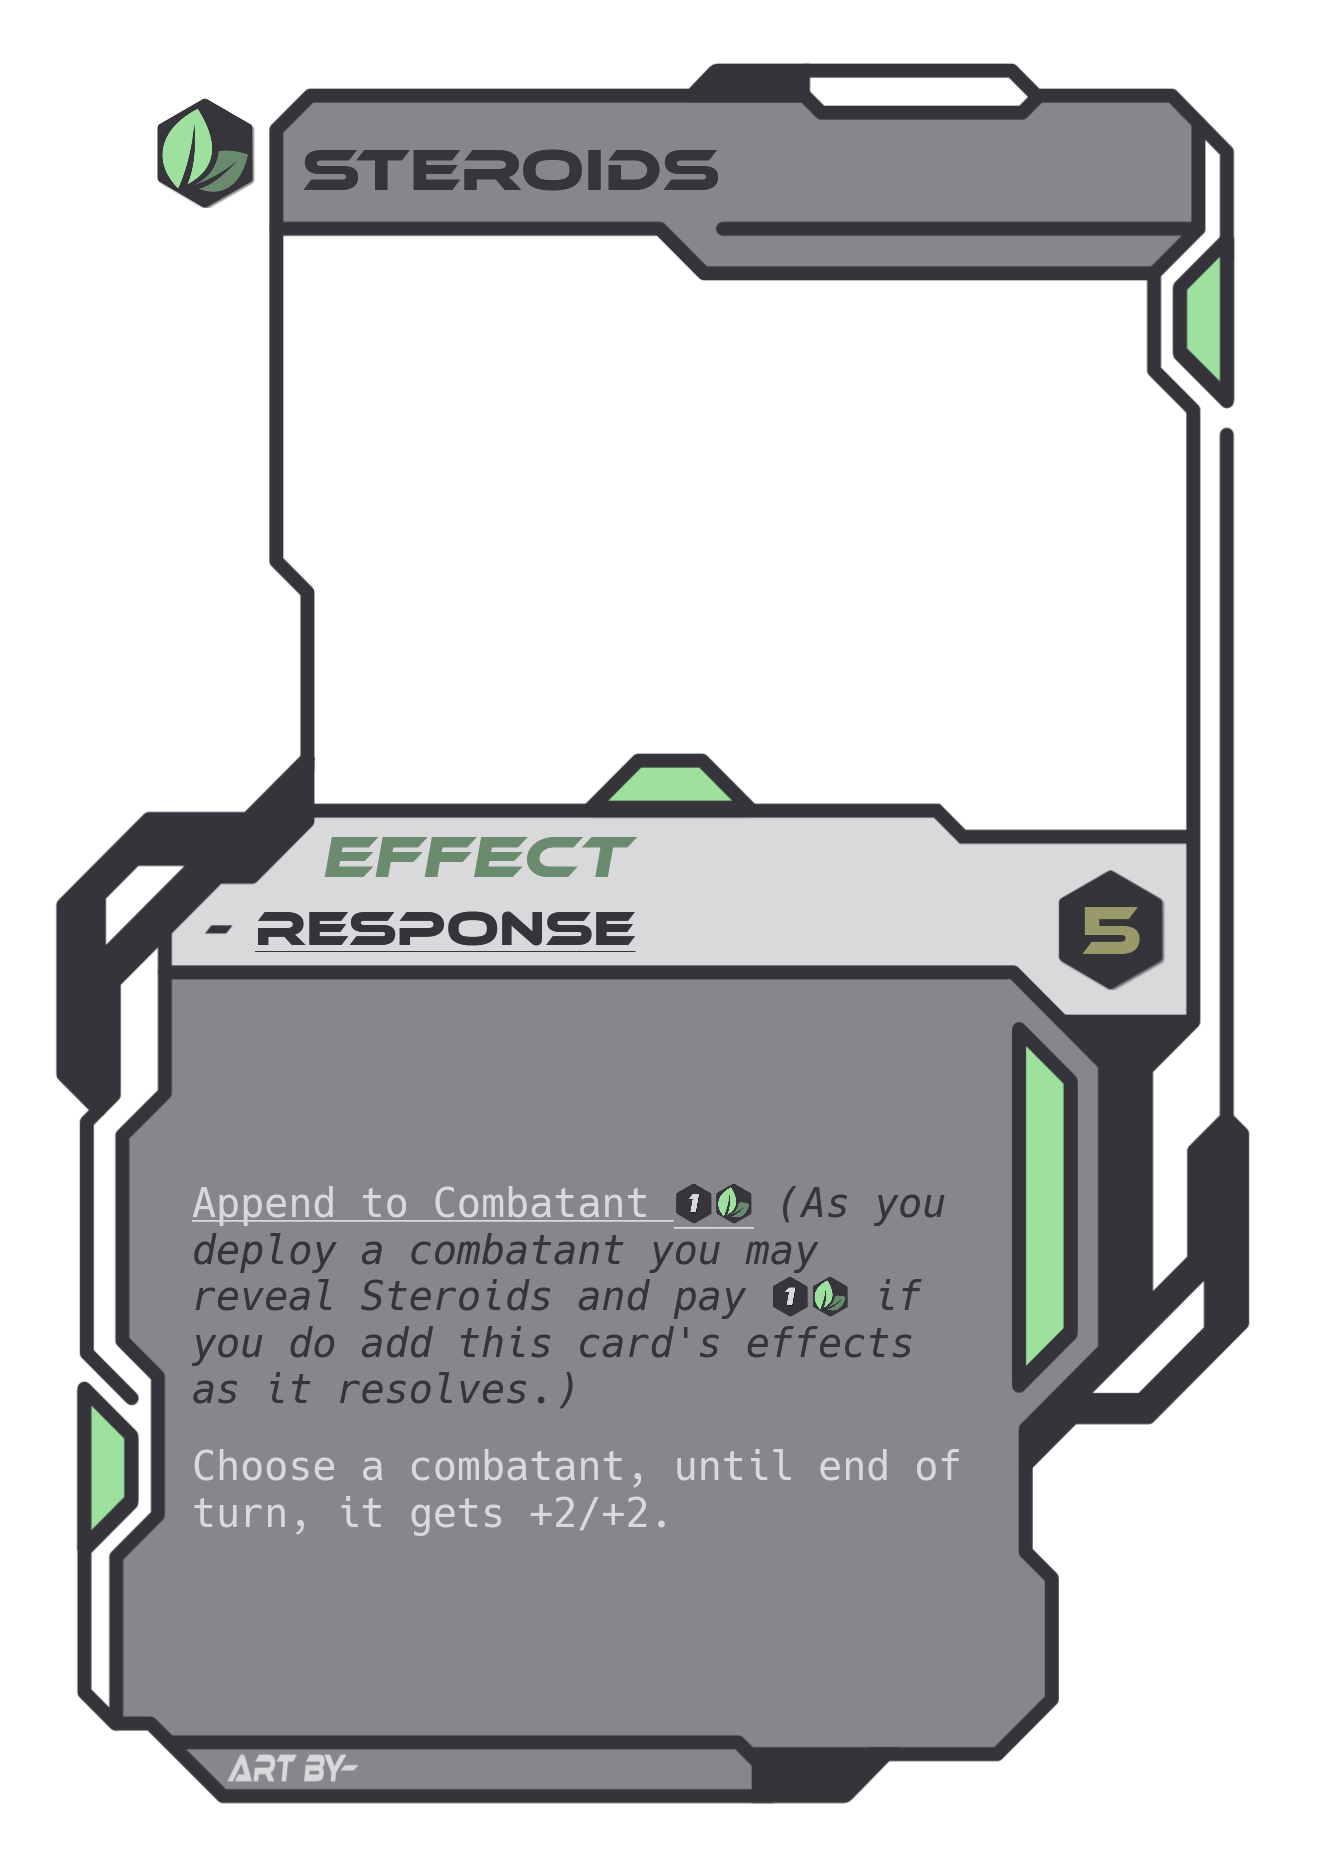 STEROIDS
EFFECT
- RESPONSE
5
Append to Combatant 1 (As you
deploy a combatant you may
reveal Steroids and pay 1 if
you do add this card's effects
as it resolves.)
Choose a combatant, until end of
turn, it gets +2/+2.
ART BY-